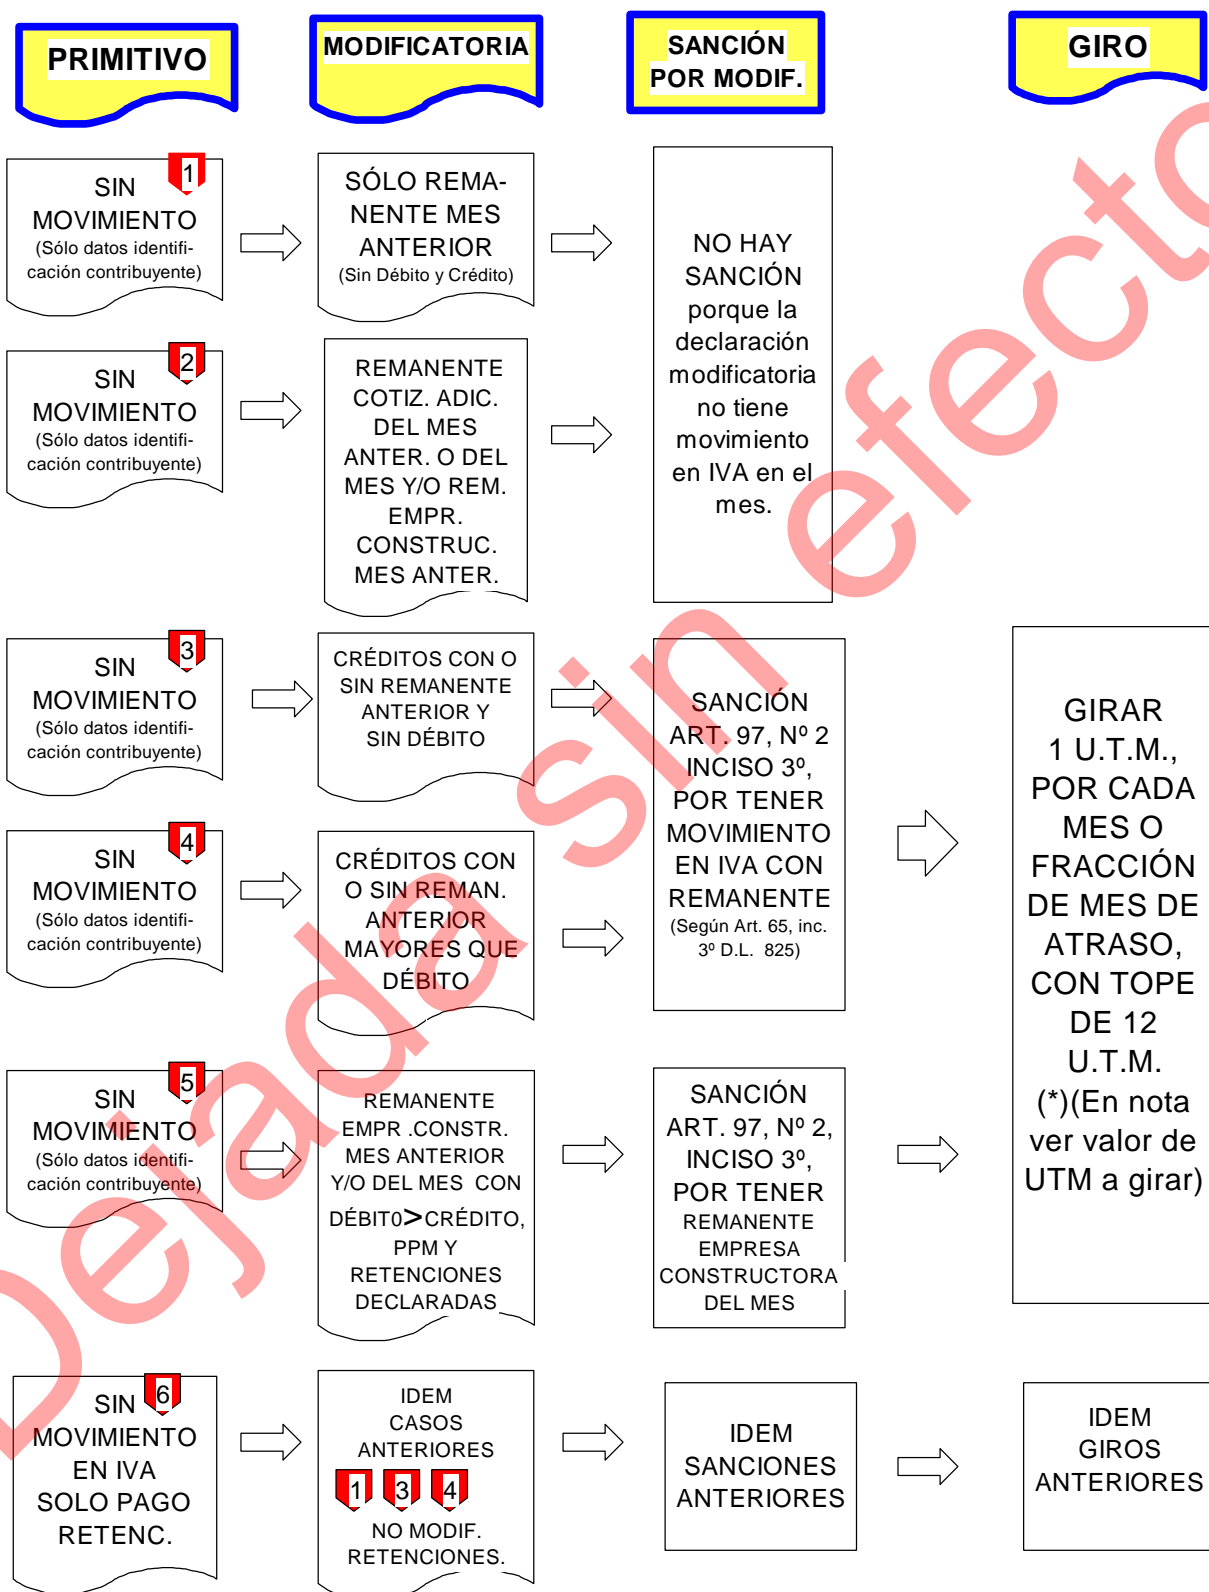 PRIMITIVO
MODIFICATORIA
SANCIÓN
POR MODIF.
GIRO
1
SIN
MOVIMIENTO
(Sólo datos identifi-
cación contribuyente)
SÓLO REMA-
NENTE MES
ANTERIOR
(Sin Débito y Crédito)
NO HAY
SANCIÓN
porque la
declaración
modificatoria
no tiene
movimiento
en IVA en el
mes.
2
SIN
MOVIMIENTO
(Sólo datos identifi-
cación contribuyente)
REMANENTE
COTIZ. ADIC.
DEL MES
ANTER. O DEL
MES Y/O REM.
EMPR.
CONSTRUC.
MES ANTER.
3
SIN
MOVIMIENTO
(Sólo datos identifi-
cación contribuyente)
CRÉDITOS CON O
SIN REMANENTE
ANTERIOR Y
SIN DÉBITO
SANCIÓN
ART. 97, Nº 2
INCISO 3º,
POR TENER
MOVIMIENTO
EN IVA CON
REMANENTE
(Según Art. 65, inc.
3º D.L. 825)
GIRAR
1 U.T.M.,
POR CADA
MES O
FRACCIÓN
DE MES DE
ATRASO,
CON TOPE
DE 12
U.T.M.
(*)(En nota
ver valor de
UTM a girar)
4
SIN
MOVIMIENTO
(Sólo datos identifi-
cación contribuyente)
CRÉDITOS CON
O SIN REMAN.
ANTERIOR
MAYORES QUE
DÉBITO
5
SIN
MOVIMIENTO
(Sólo datos identifi-
cación contribuyente)
REMANENTE
EMPR .CONSTR.
MES ANTERIOR
Y/O DEL MES CON
DÉBIT0>CRÉDITO,
PPM Y
RETENCIONES
DECLARADAS
SANCIÓN
ART. 97, Nº 2,
INCISO 3º,
POR TENER
REMANENTE
EMPRESA
CONSTRUCTORA
DEL MES
6
SIN
MOVIMIENTO
EN IVA
SOLO PAGO
RETENC.
IDEM
CASOS
ANTERIORES
1 3 4
NO MODIF.
RETENCIONES.
IDEM
SANCIONES
ANTERIORES
IDEM
GIROS
ANTERIORES
Dejada sin efecto